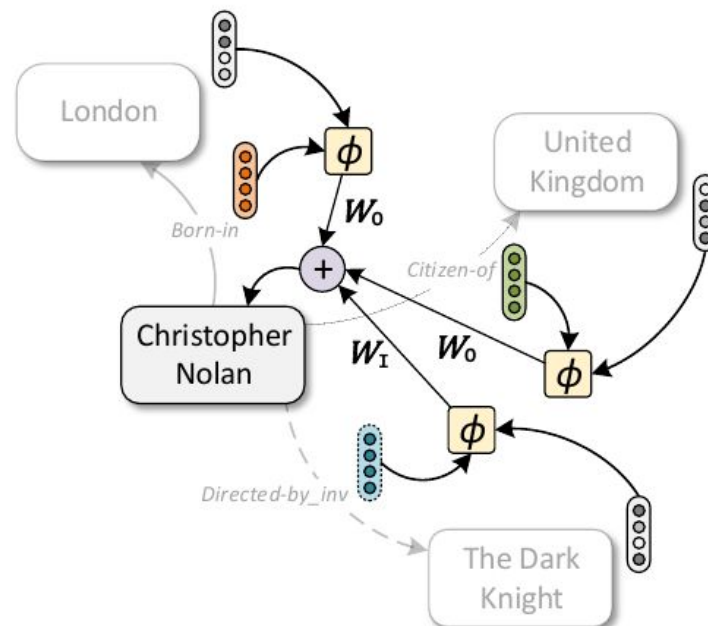 London
ϕ
United
Kingdom
Born-in
W₀
Citizen-of
+
Christopher
Nolan
W_I
W₀
ϕ
ϕ
Directed-by_inv
The Dark
Knight